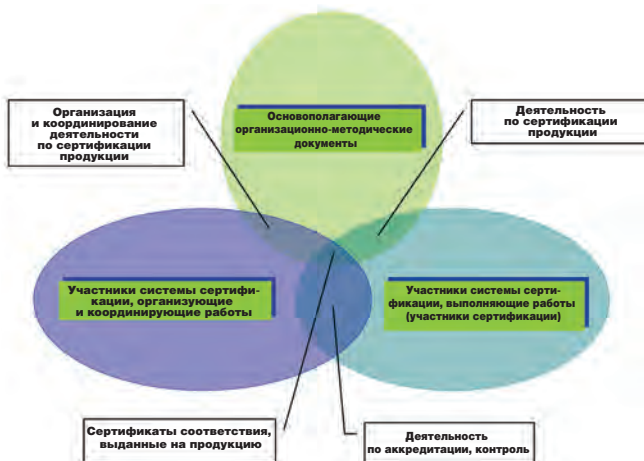 Организация
и координирование
деятельности
по сертификации
продукции
Основополагающие
организационно-методические
документы
Деятельность
по сертификации
продукции
Участники системы сертифи-
кации, организующие
и координирующие работы
Участники системы серти-
фикации, выполняющие работы
(участники сертификации)
Сертификаты соответствия,
выданные на продукцию
Деятельность
по аккредитации, контроль